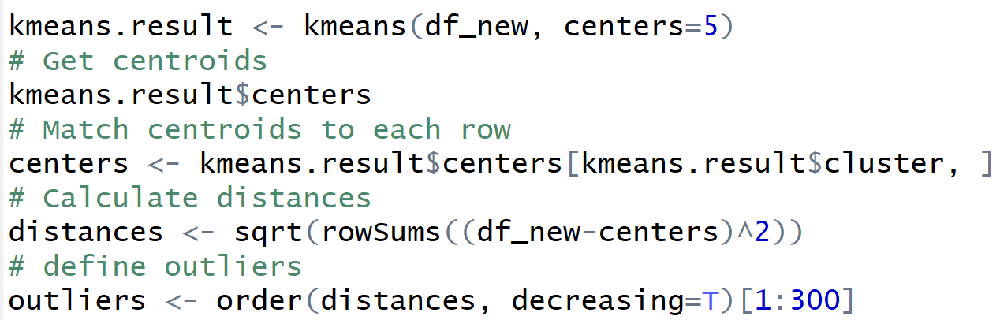 kmeans.result <- kmeans(df_new, centers=5)
# Get centroids
kmeans.result$centers
# Match centroids to each row
centers <- kmeans.result$centers[kmeans.result$cluster, ]
# Calculate distances
distances <- sqrt(rowSums((df_new-centers)^2))
# define outliers
outliers <- order(distances, decreasing=T)[1:300]